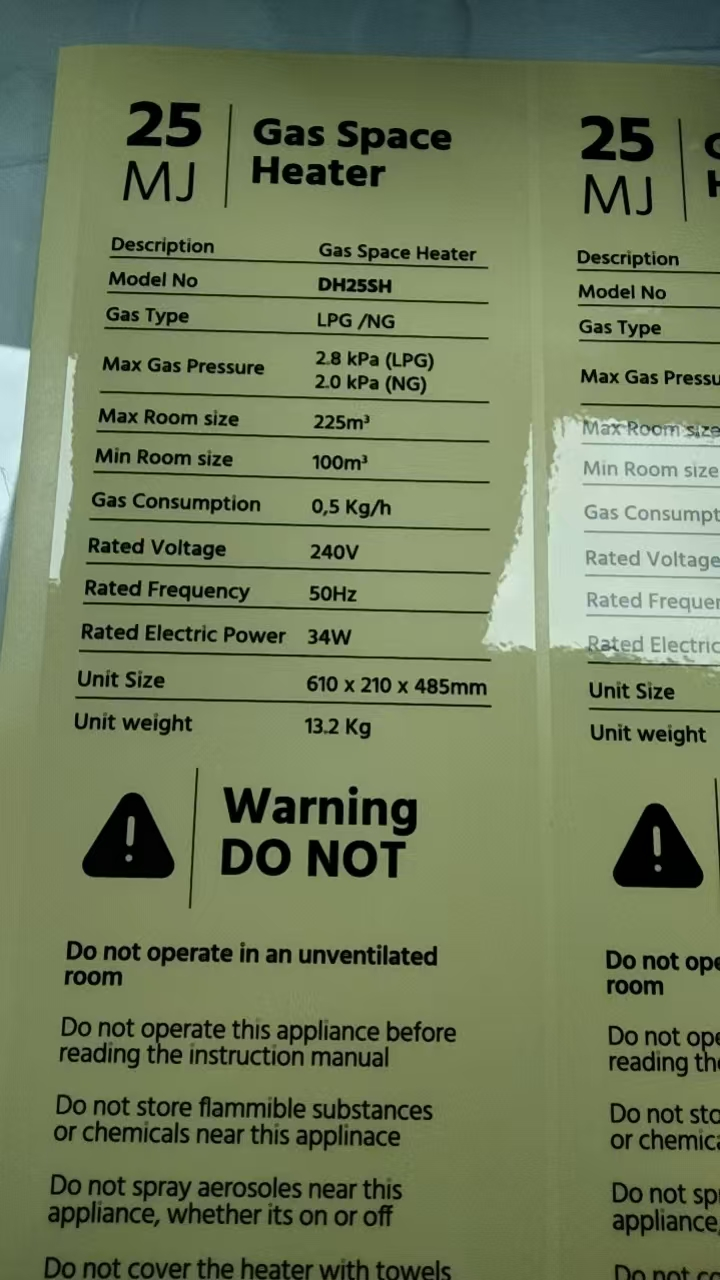 25
MJ
Gas Space
Heater
Description Gas Space Heater
Model No DH25SH
Gas Type LPG /NG
Max Gas Pressure 2.8 kPa (LPG)
2.0 kPa (NG)
Max Room size 225m³
Min Room size 100m³
Gas Consumption 0,5 Kg/h
Rated Voltage 240V
Rated Frequency 50Hz
Rated Electric Power 34W
Unit Size 610 x 210 x 485mm
Unit weight 13.2 Kg
Warning
DO NOT
Do not operate in an unventilated
room
Do not operate this appliance before
reading the instruction manual
Do not store flammible substances
or chemicals near this applinace
Do not spray aerosoles near this
appliance, whether its on or off
Do not cover the heater with towels
25
MJ
Description
Model No
Gas Type
Max Gas Pressu
Max Room size
Min Room size
Gas Consumpt
Rated Voltage
Rated Frequen
Rated Electric
Unit Size
Unit weight
Do not ope
room
Do not ope
reading the
Do not sto
or chemica
Do not sp
appliance,
Do not co